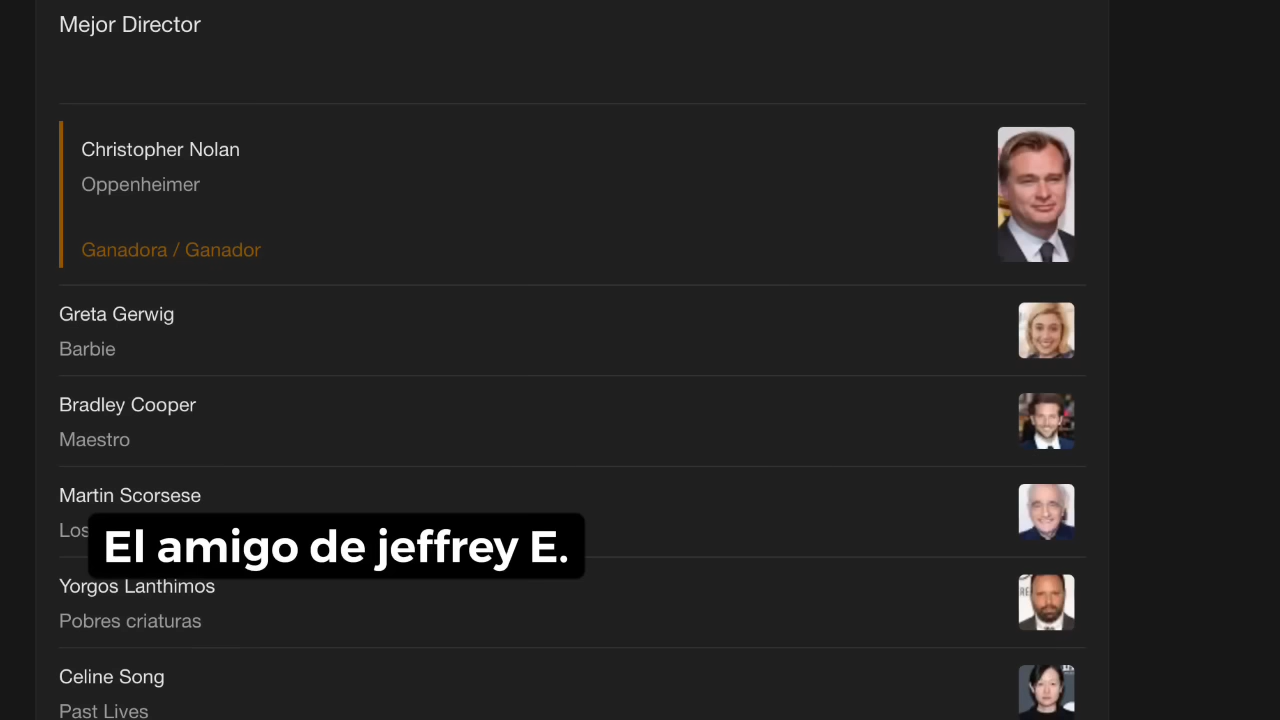 Mejor Director
Christopher Nolan
Oppenheimer
Ganadora / Ganador
Greta Gerwig
Barbie
Bradley Cooper
Maestro
Martin Scorsese
Los
El amigo de jeffrey E.
Yorgos Lanthimos
Pobres criaturas
Celine Song
Past Lives